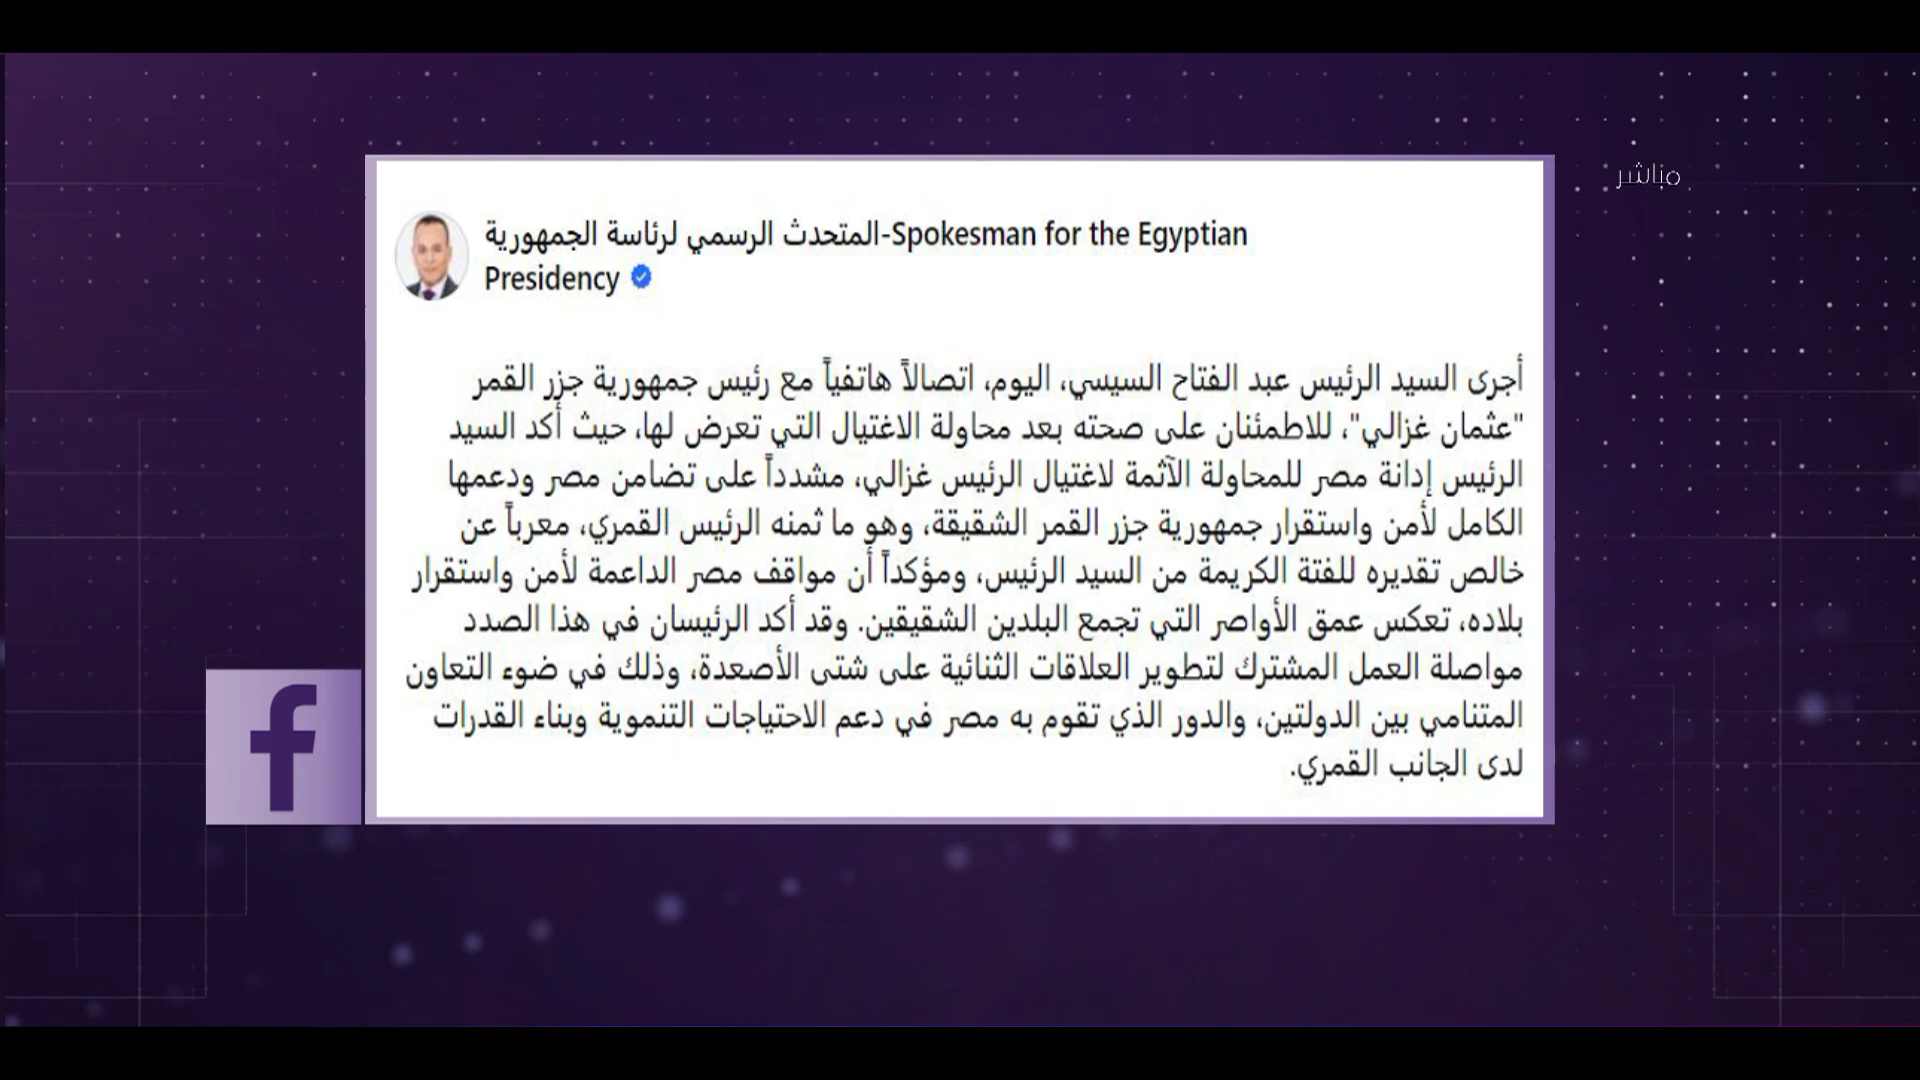 مباشر
المتحدث الرسمي لرئاسة الجمهورية-Spokesman for the Egyptian
Presidency
أجرى السيد الرئيس عبد الفتاح السيسي، اليوم، اتصالاً هاتفياً مع رئيس جمهورية جزر القمر
"عثمان غزالي"، للاطمئنان على صحته بعد محاولة الاغتيال التي تعرض لها، حيث أكد السيد
الرئيس إدانة مصر للمحاولة الآثمة لاغتيال الرئيس غزالي، مشدداً على تضامن مصر ودعمها
الكامل لأمن واستقرار جمهورية جزر القمر الشقيقة، وهو ما ثمنه الرئيس القمري، معرباً عن
خالص تقديره للفتة الكريمة من السيد الرئيس، ومؤكداً أن مواقف مصر الداعمة لأمن واستقرار
بلاده، تعكس عمق الأواصر التي تجمع البلدين الشقيقين. وقد أكد الرئيسان في هذا الصدد
مواصلة العمل المشترك لتطوير العلاقات الثنائية على شتى الأصعدة، وذلك في ضوء التعاون
المتنامي بين الدولتين، والدور الذي تقوم به مصر في دعم الاحتياجات التنموية وبناء القدرات
لدى الجانب القمري.